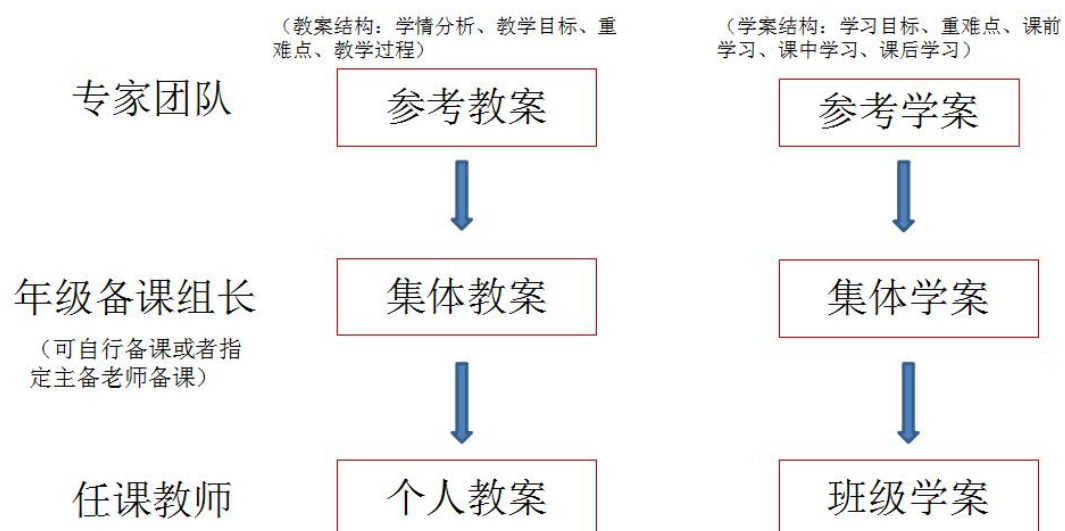 （教案结构：学情分析、教学目标、重
难点、教学过程）
（学案结构：学习目标、重难点、课前
学习、课中学习、课后学习）
专家团队
参考教案
参考学案
年级备课组长
（可自行备课或者指
定主备老师备课）
集体教案
集体学案
任课教师
个人教案
班级学案